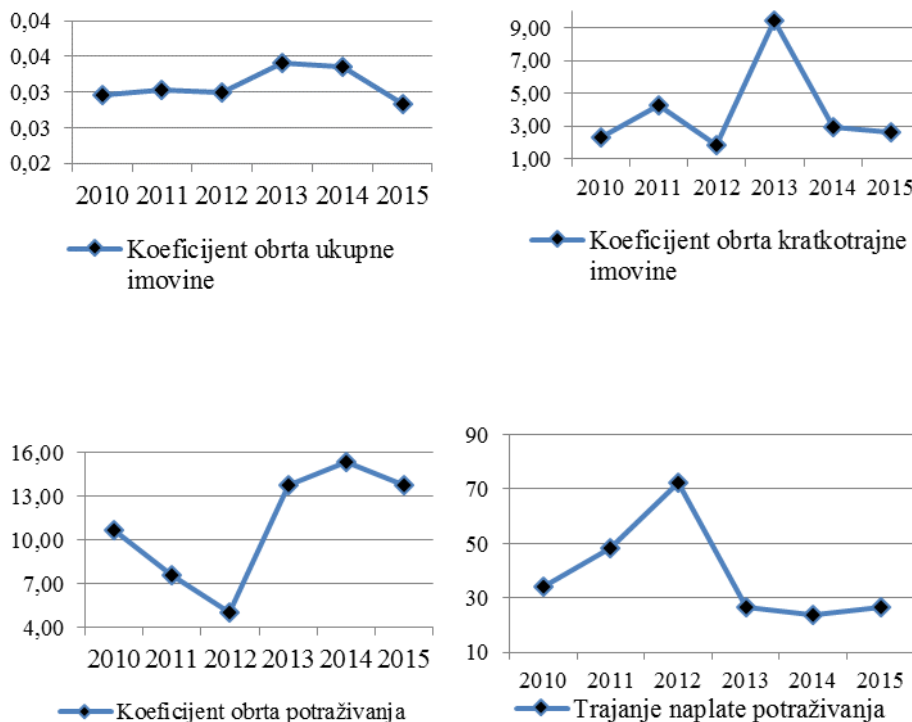 0,04
0,04
0,03
0,03
0,02
2010 2011 2012 2013 2014 2015
Koeficijent obrta ukupne
imovine
9,00
7,00
5,00
3,00
1,00
2010 2011 2012 2013 2014 2015
Koeficijent obrta kratkotrajne
imovine
16,00
13,00
10,00
7,00
4,00
2010 2011 2012 2013 2014 2015
Koeficijent obrta potraživanja
90
70
50
30
10
2010 2011 2012 2013 2014 2015
Trajanje naplate potraživanja